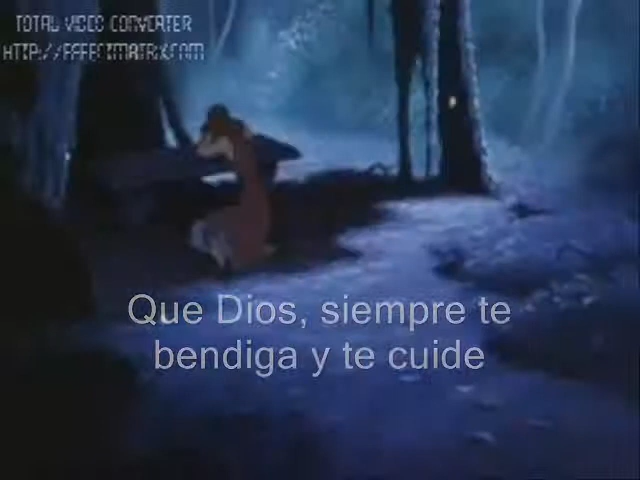 TOTAL VIDEO CONVERTER
Que Dios, siempre te
bendiga y te cuide